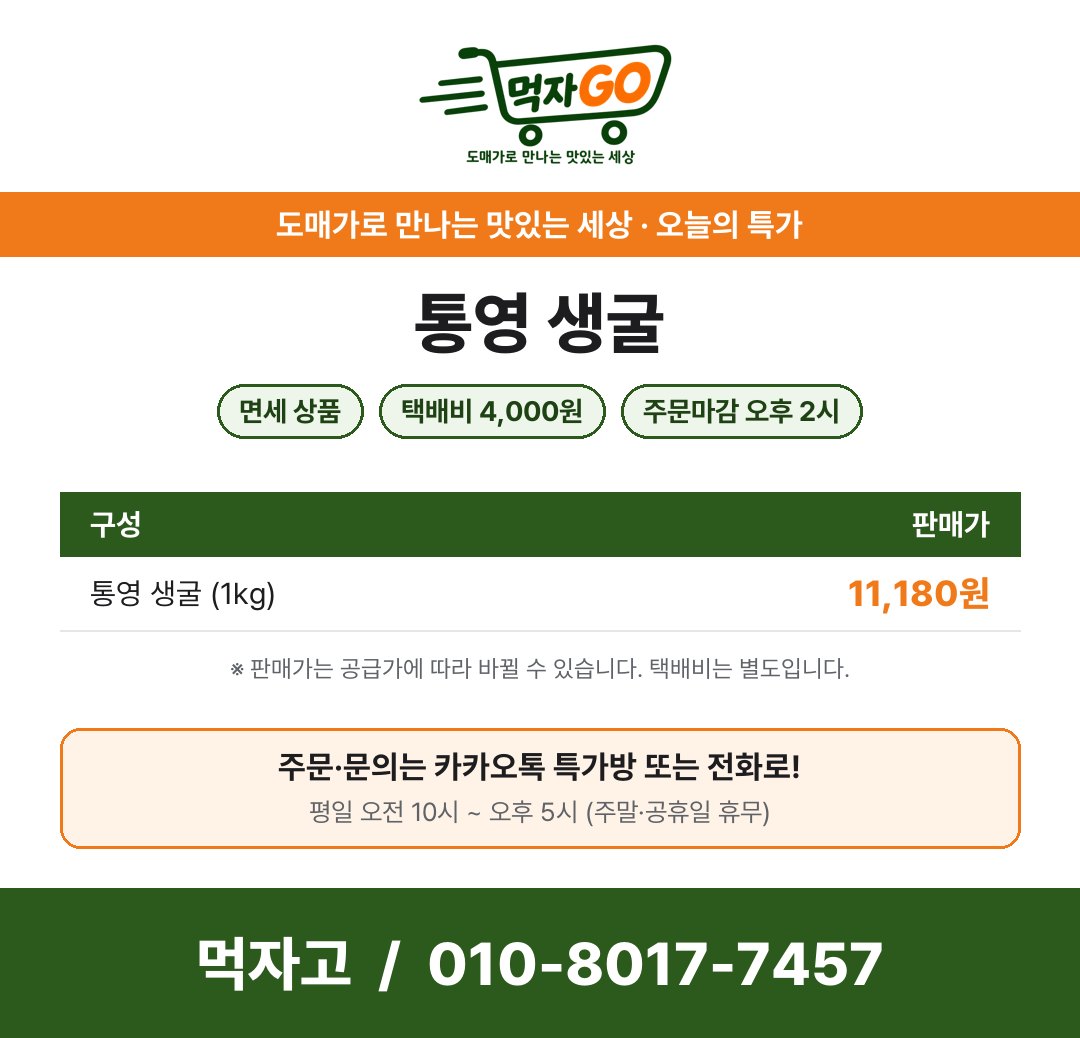 먹자GO
도매가로 만나는 맛있는 세상
도매가로 만나는 맛있는 세상 · 오늘의 특가
통영 생굴
면세 상품 택배비 4,000원 주문마감 오후 2시
구성 판매가
통영 생굴 (1kg) 11,180원
※ 판매가는 공급가에 따라 바뀔 수 있습니다. 택배비는 별도입니다.
주문·문의는 카카오톡 특가방 또는 전화로!
평일 오전 10시 ~ 오후 5시 (주말·공휴일 휴무)
먹자고 / 010-8017-7457